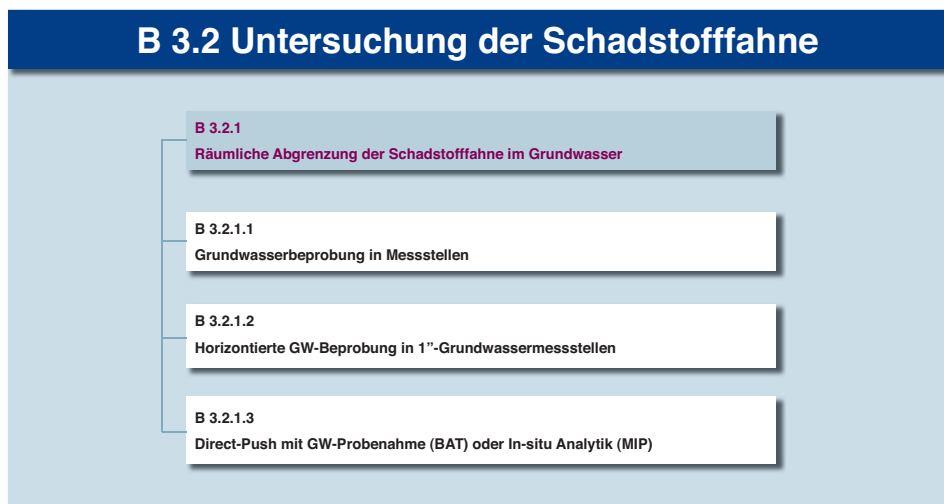 B 3.2 Untersuchung der Schadstofffahne
B 3.2.1
Räumliche Abgrenzung der Schadstofffahne im Grundwasser
B 3.2.1.1
Grundwasserbeprobung in Messstellen
B 3.2.1.2
Horizontierte GW-Beprobung in 1”-Grundwassermessstellen
B 3.2.1.3
Direct-Push mit GW-Probenahme (BAT) oder In-situ Analytik (MIP)